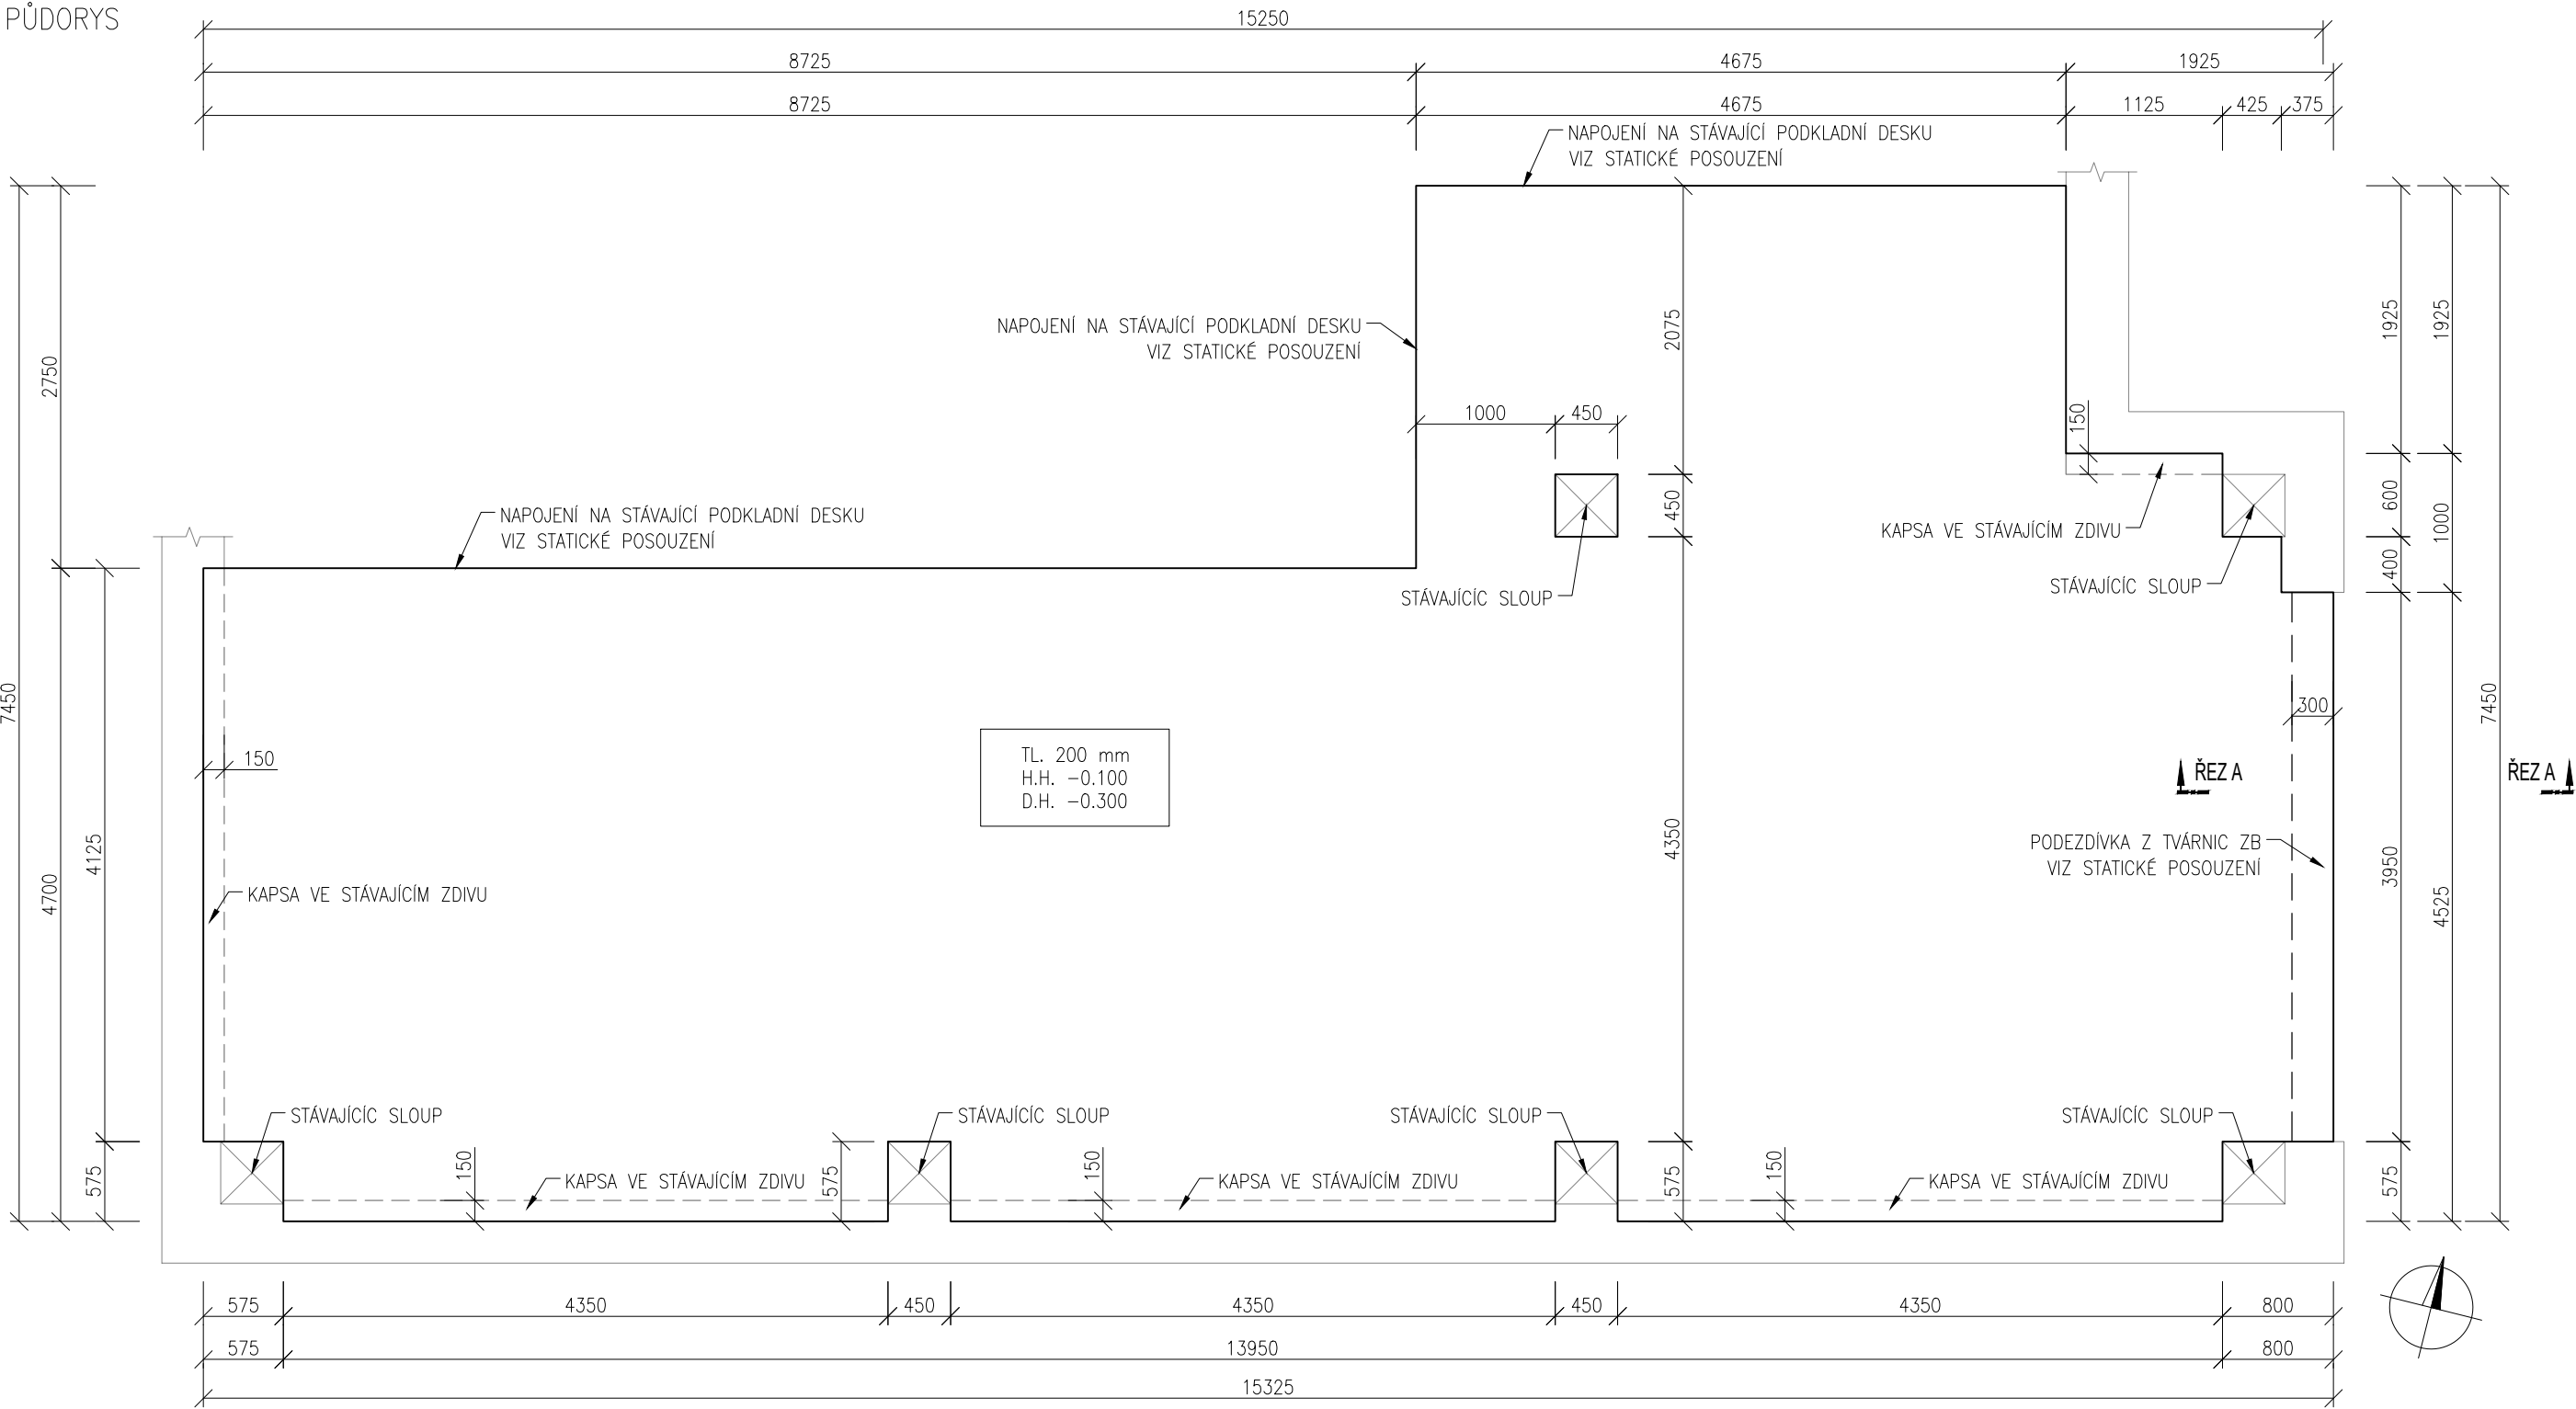 PŮDORYS
15250
8725
4675
1925
8725
4675
1125
425
375
NAPOJENÍ NA STÁVAJÍCÍ PODKLADNÍ DESKU
VIZ STATICKÉ POSOUZENÍ
NAPOJENÍ NA STÁVAJÍCÍ PODKLADNÍ DESKU
VIZ STATICKÉ POSOUZENÍ
2075
1925
1925
2750
1000
450
150
NAPOJENÍ NA STÁVAJÍCÍ PODKLADNÍ DESKU
VIZ STATICKÉ POSOUZENÍ
450
600
1000
KAPSA VE STÁVAJÍCÍM ZDIVU
400
STÁVAJÍCÍC SLOUP
STÁVAJÍCÍC SLOUP
7450
7450
300
150
TL. 200 mm
H.H. −0.100
D.H. −0.300
ŘEZ A
ŘEZ A
4125
4350
PODEZDÍVKA Z TVÁRNIC ZB
VIZ STATICKÉ POSOUZENÍ
3950
4700
4525
KAPSA VE STÁVAJÍCÍM ZDIVU
STÁVAJÍCÍC SLOUP
STÁVAJÍCÍC SLOUP
STÁVAJÍCÍC SLOUP
STÁVAJÍCÍC SLOUP
575
150
KAPSA VE STÁVAJÍCÍM ZDIVU
575
150
KAPSA VE STÁVAJÍCÍM ZDIVU
575
150
KAPSA VE STÁVAJÍCÍM ZDIVU
575
575
4350
450
4350
450
4350
800
575
13950
800
15325